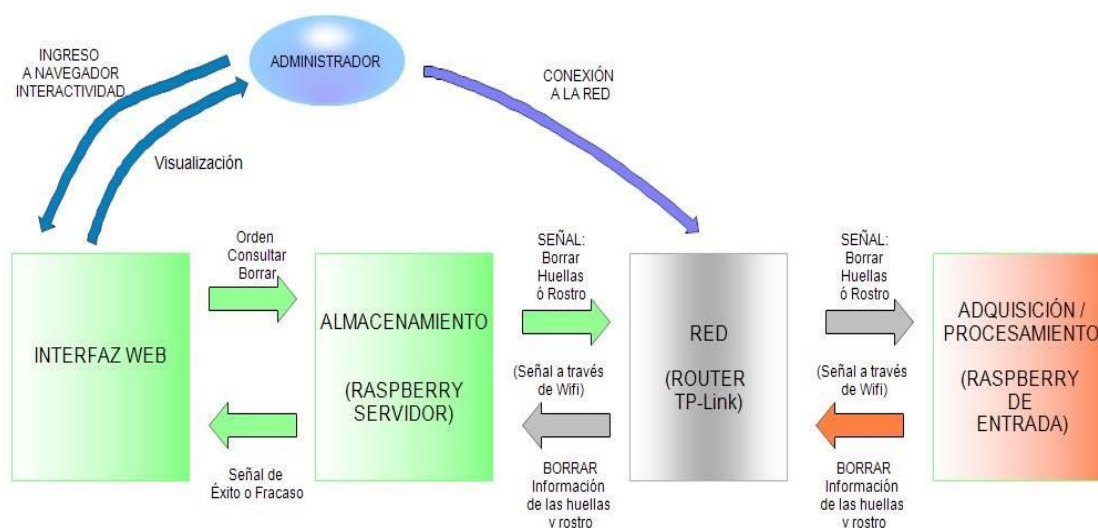 INGRESO
A NAVEGADOR
INTERACTIVIDAD
ADMINISTRADOR
CONEXIÓN
A LA RED
Visualización
Orden
Consultar
Borrar
SEÑAL:
Borrar
Huellas
ó Rostro
SEÑAL:
Borrar
Huellas
ó Rostro
INTERFAZ WEB
ALMACENAMIENTO
(RASPBERRY
SERVIDOR)
RED
(ROUTER
TP-Link)
ADQUISICIÓN /
PROCESAMIENTO
(RASPBERRY
DE
ENTRADA)
(Señal a través
de Wifi)
(Señal a través
de Wifi)
Señal de
Éxito o Fracaso
BORRAR
Información
de las huellas
y rostro
BORRAR
Información
de las huellas
y rostro